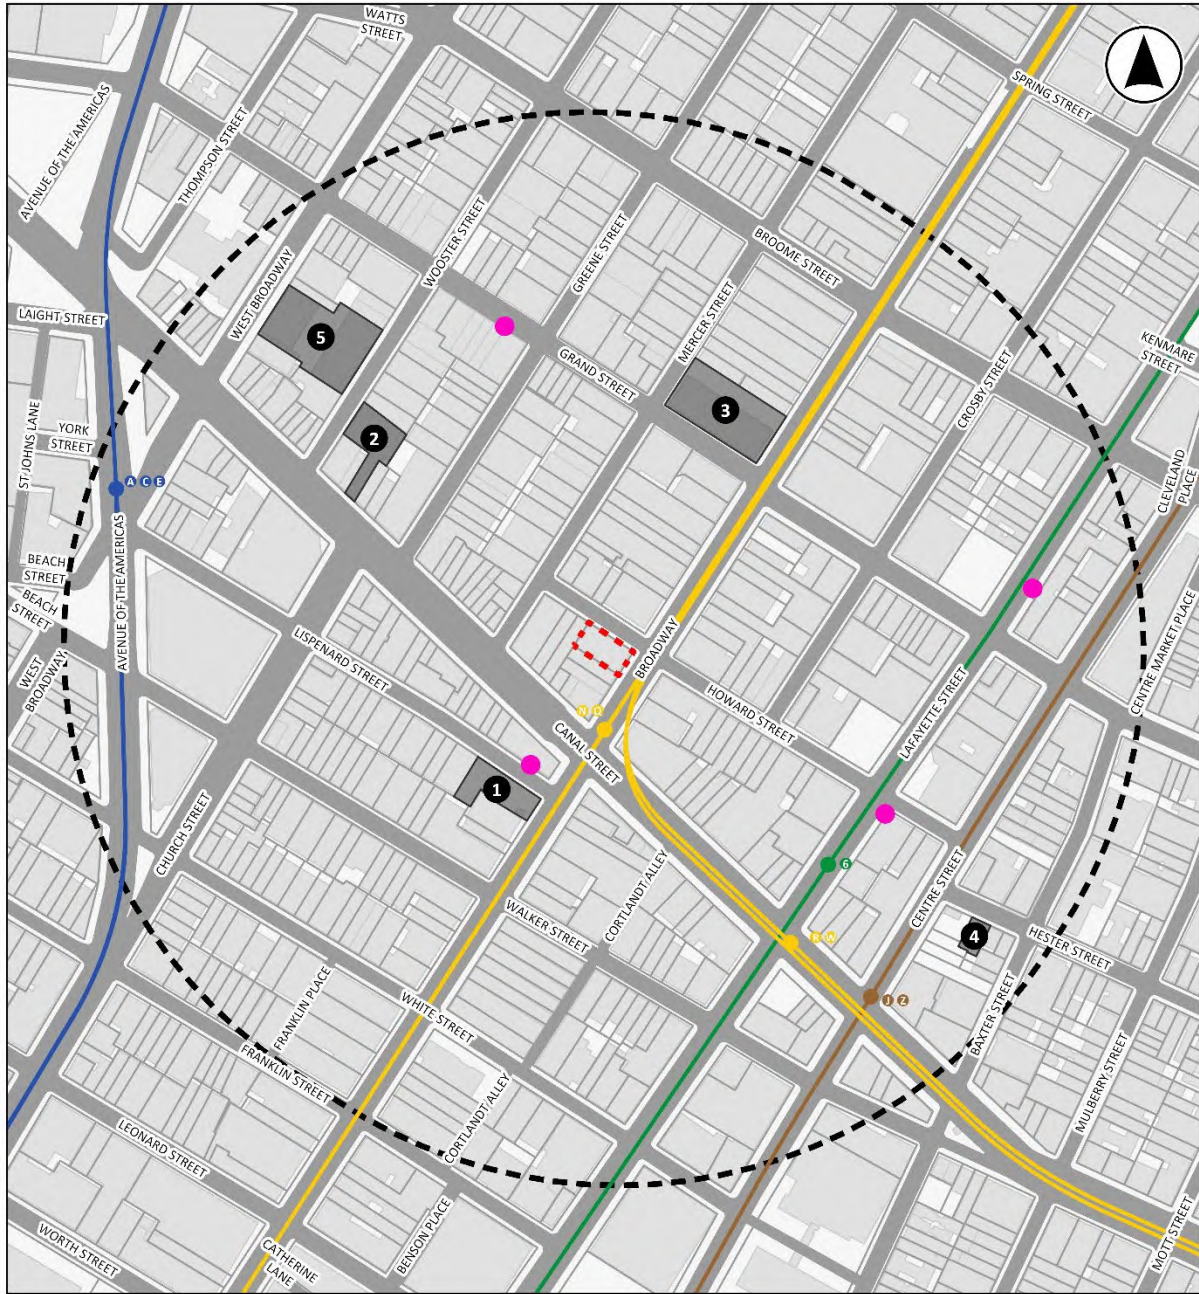 WATTS
STREET
SPRING STREET
AVENUE OF THE AMERICAS
THOMPSON STREET
WOOSTER STREET
GREENE STREET
BROOME STREET
WEST BROADWAY
MERCER STREET
LAIGHT STREET
5
KENMARE
STREET
GRAND STREET
CROSBY STREET
3
ST JOHNS LANE
YORK
STREET
2
A C E
CLEVELAND
PLACE
AVENUE OF THE AMERICAS
BEACH
STREET
BEACH
STREET
LISPENARD STREET
WEST
BROADWAY
BROADWAY
CENTRE MARKET PLACE
HOWARD STREET
LAFAYETTE STREET
N Q
CANAL STREET
1
CHURCH STREET
6
CORTLANDT ALLEY
WALKER STREET
CENTRE STREET
R W
4
HESTER STREET
J Z
BAXTER STREET
FRANKLIN PLACE
WHITE STREET
FRANKLIN STREET
MULBERRY STREET
CORTLANDT ALLEY
LEONARD STREET
BENSON PLACE
MOTT STREET
WORTH STREET
CATHERINE
LANE